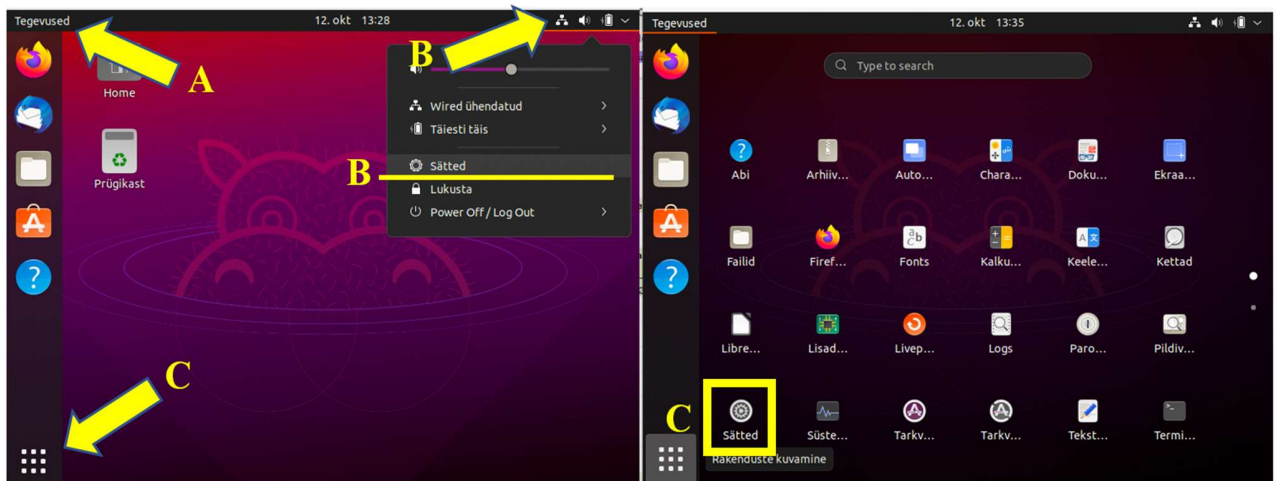 Tegevused
12. okt 13:28
B
A
Home
Wired ühendatud
Täiesti täis
B
Sätted
Prügikast
Lukusta
Power Off / Log Out
C
Tegevused
12. okt 13:35
Type to search
Abi
Arhiiv...
Auto...
Chara...
Doku...
Ekraa...
Failid
Firef...
Fonts
Kalku...
Keele...
Kettad
Libre...
Lisad...
Livep...
Logs
Paro...
Pildiv...
C
Sätted
Süste...
Tarkv...
Tarkv...
Tekst...
Termi...
Rakenduste kuvamine